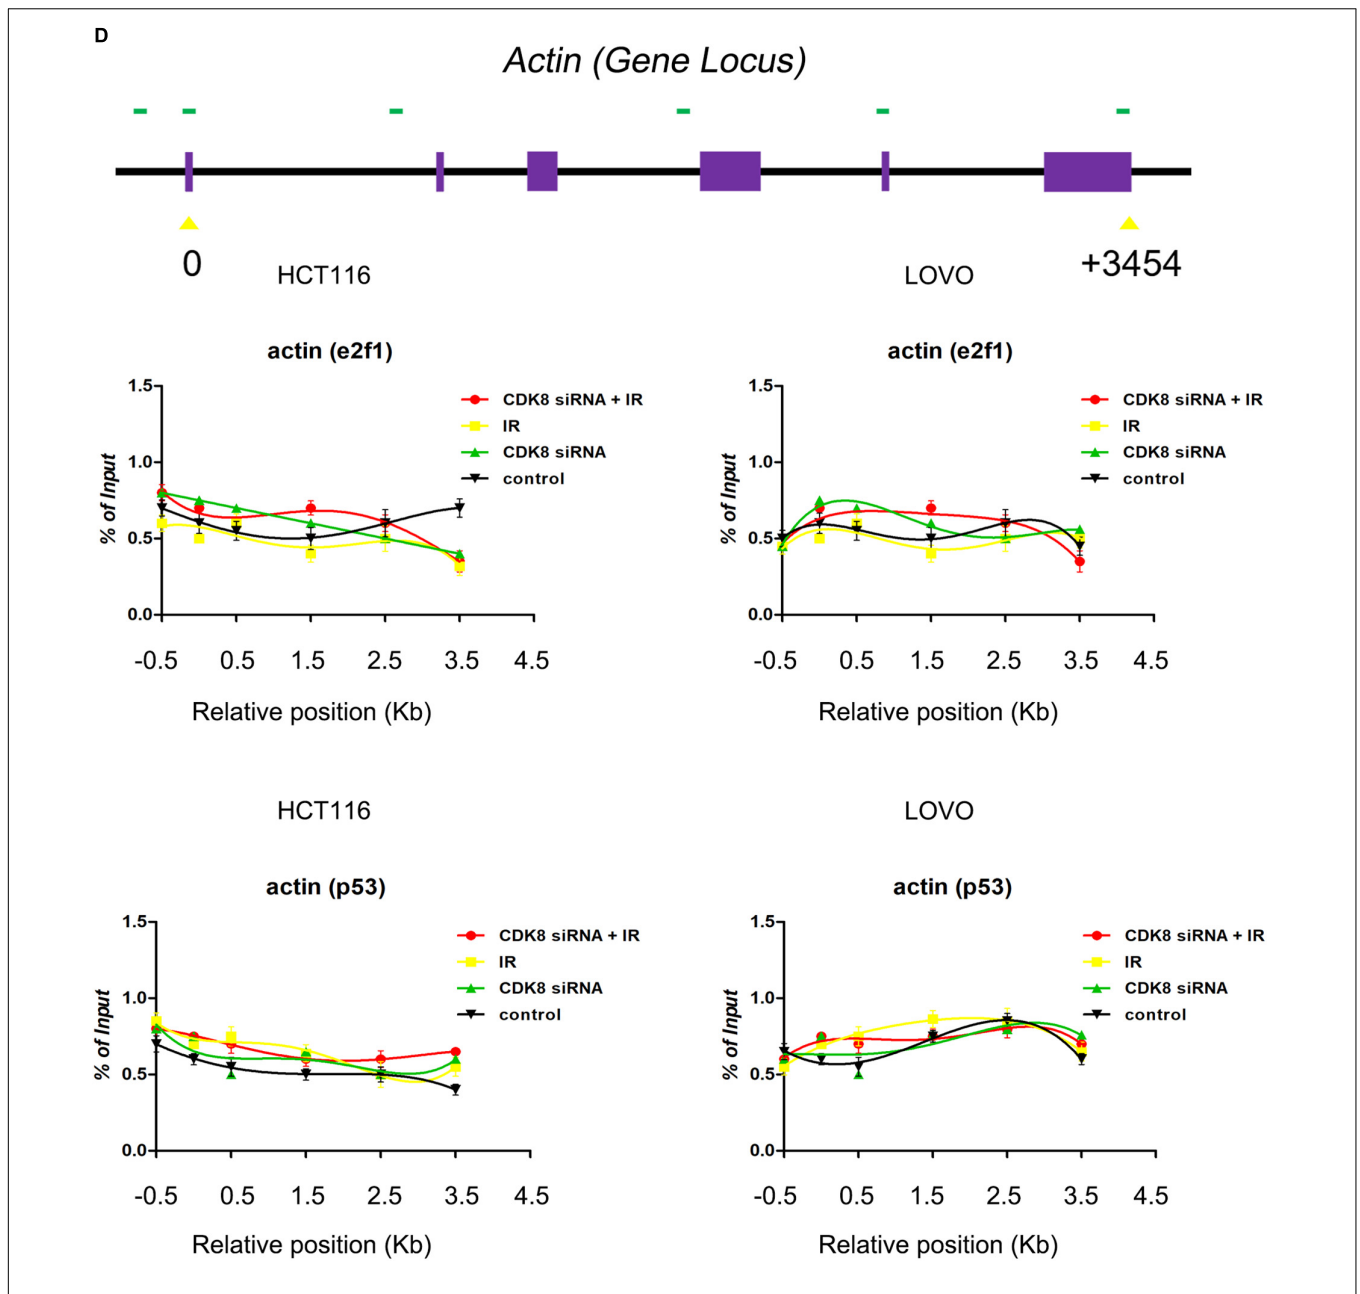 D
Actin (Gene Locus)
0
+3454
HCT116
LOVO
actin (e2f1)
1.5
1.0
0.5
0.0
% of Input
CDK8 siRNA + IR
IR
CDK8 siRNA
control
-0.5 0.5 1.5 2.5 3.5 4.5
Relative position (Kb)
actin (e2f1)
1.5
1.0
0.5
0.0
% of Input
CDK8 siRNA + IR
IR
CDK8 siRNA
control
-0.5 0.5 1.5 2.5 3.5 4.5
Relative position (Kb)
HCT116
LOVO
actin (p53)
1.5
1.0
0.5
0.0
% of Input
CDK8 siRNA + IR
IR
CDK8 siRNA
control
-0.5 0.5 1.5 2.5 3.5 4.5
Relative position (Kb)
actin (p53)
1.5
1.0
0.5
0.0
% of Input
CDK8 siRNA + IR
IR
CDK8 siRNA
control
-0.5 0.5 1.5 2.5 3.5 4.5
Relative position (Kb)